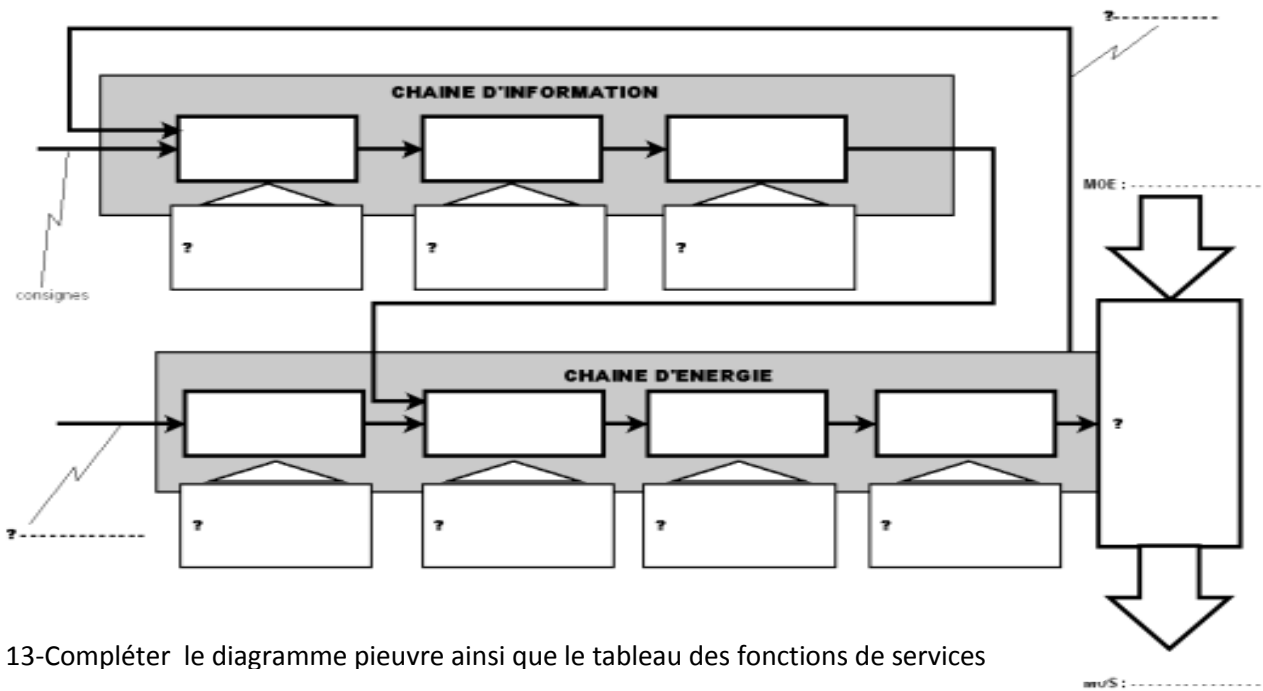 ?------------
CHAINE D'INFORMATION
MOE : --------------
? ? ?
consignes
CHAINE D'ENERGIE
?
? ? ? ?
?-------------
13-Compléter le diagramme pieuvre ainsi que le tableau des fonctions de services
MOS : --------------